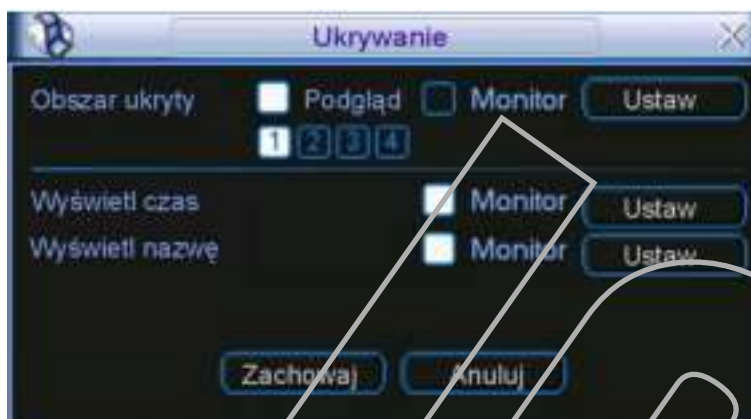 Ukrywanie
Obszar ukryty Podgląd Monitor Ustaw
1 2 3 4
Wyświetl czas Monitor Ustaw
Wyświetl nazwę Monitor Ustaw
Zachowaj Anuluj